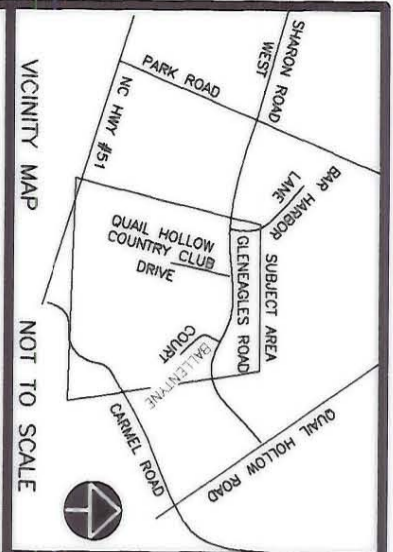 SHARON ROAD
WEST
PARK ROAD
NC HWY #51
BAR HARBOR
LANE
SUBJECT AREA
GLENEAGLES ROAD
QUAIL HOLLOW
COUNTRY CLUB
DRIVE
BALLENTYNE
COURT
QUAIL HOLLOW ROAD
CARMEL ROAD
VICINITY MAP
NOT TO SCALE